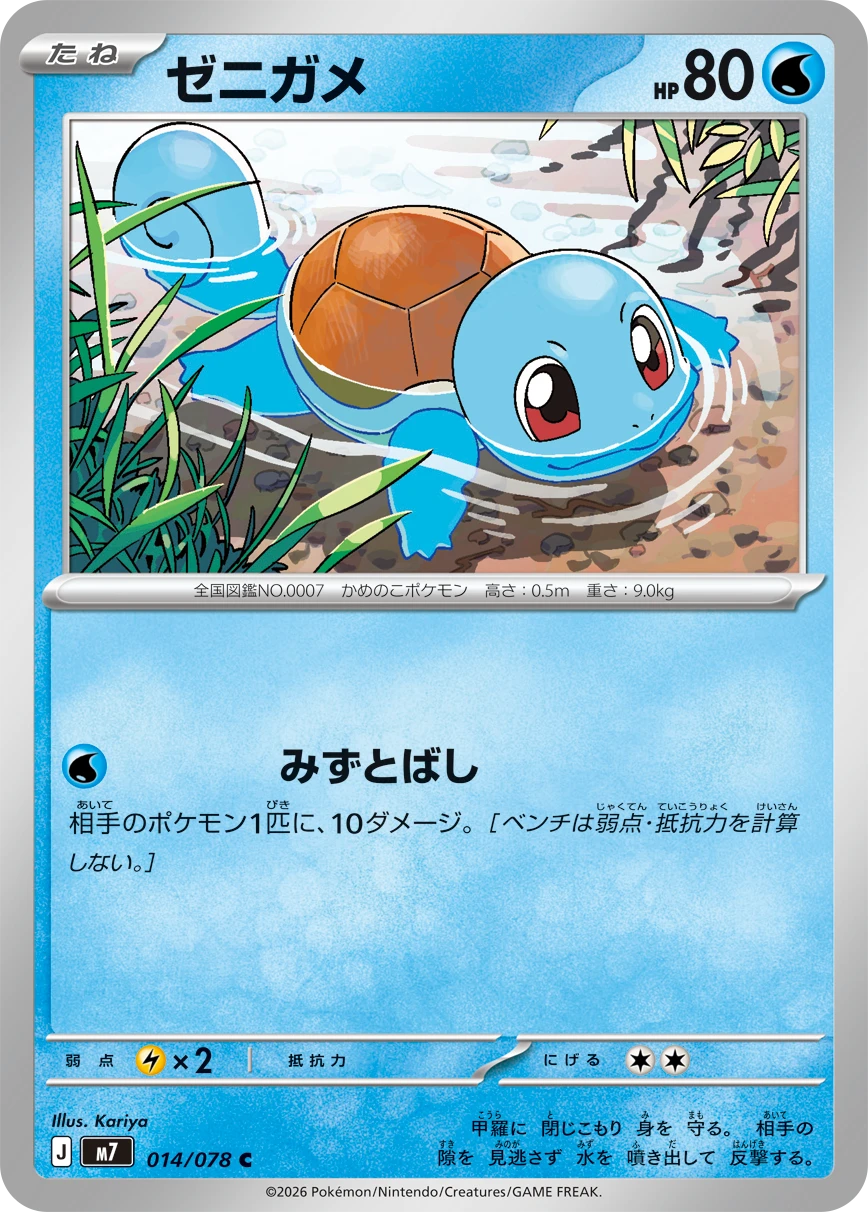 たね
ゼニガメ
HP 80
全国図鑑NO.0007 かめのこポケモン 高さ：0.5m 重さ：9.0kg
みずとばし
相手のポケモン1匹に、10ダメージ。[ベンチは弱点・抵抗力を計算
しない。]
弱点 ×2 抵抗力 にげる
Illus. Kariya
甲羅に 閉じこもり 身を 守る。 相手の
隙を 見逃さず 水を 噴き出して 反撃する。
J M7 014/078 C
©2026 Pokémon/Nintendo/Creatures/GAME FREAK.